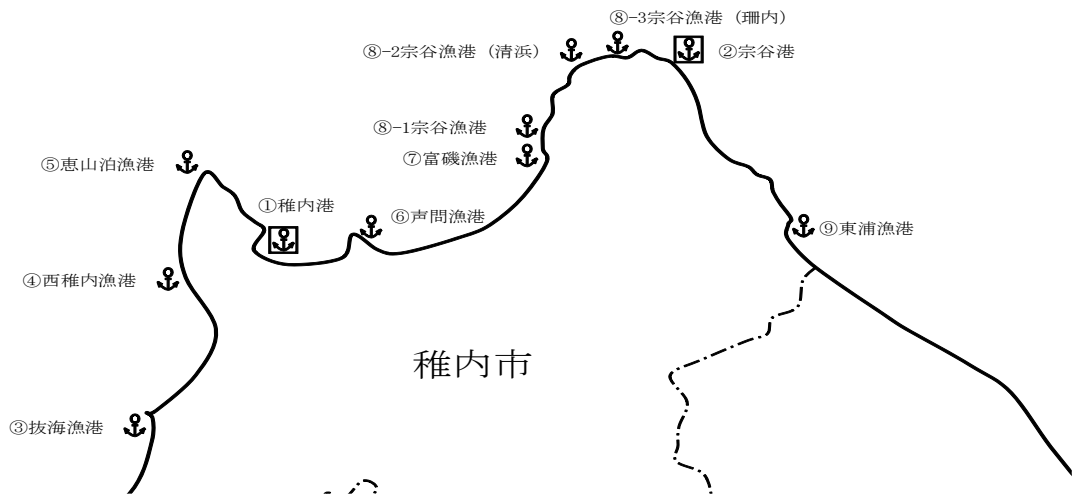 ⑧-3宗谷漁港（珊内）
⑧-2宗谷漁港（清浜）
②宗谷港
⑧-1宗谷漁港
⑦富磯漁港
⑤恵山泊漁港
①稚内港
⑥声問漁港
⑨東浦漁港
④西稚内漁港
稚内市
③抜海漁港